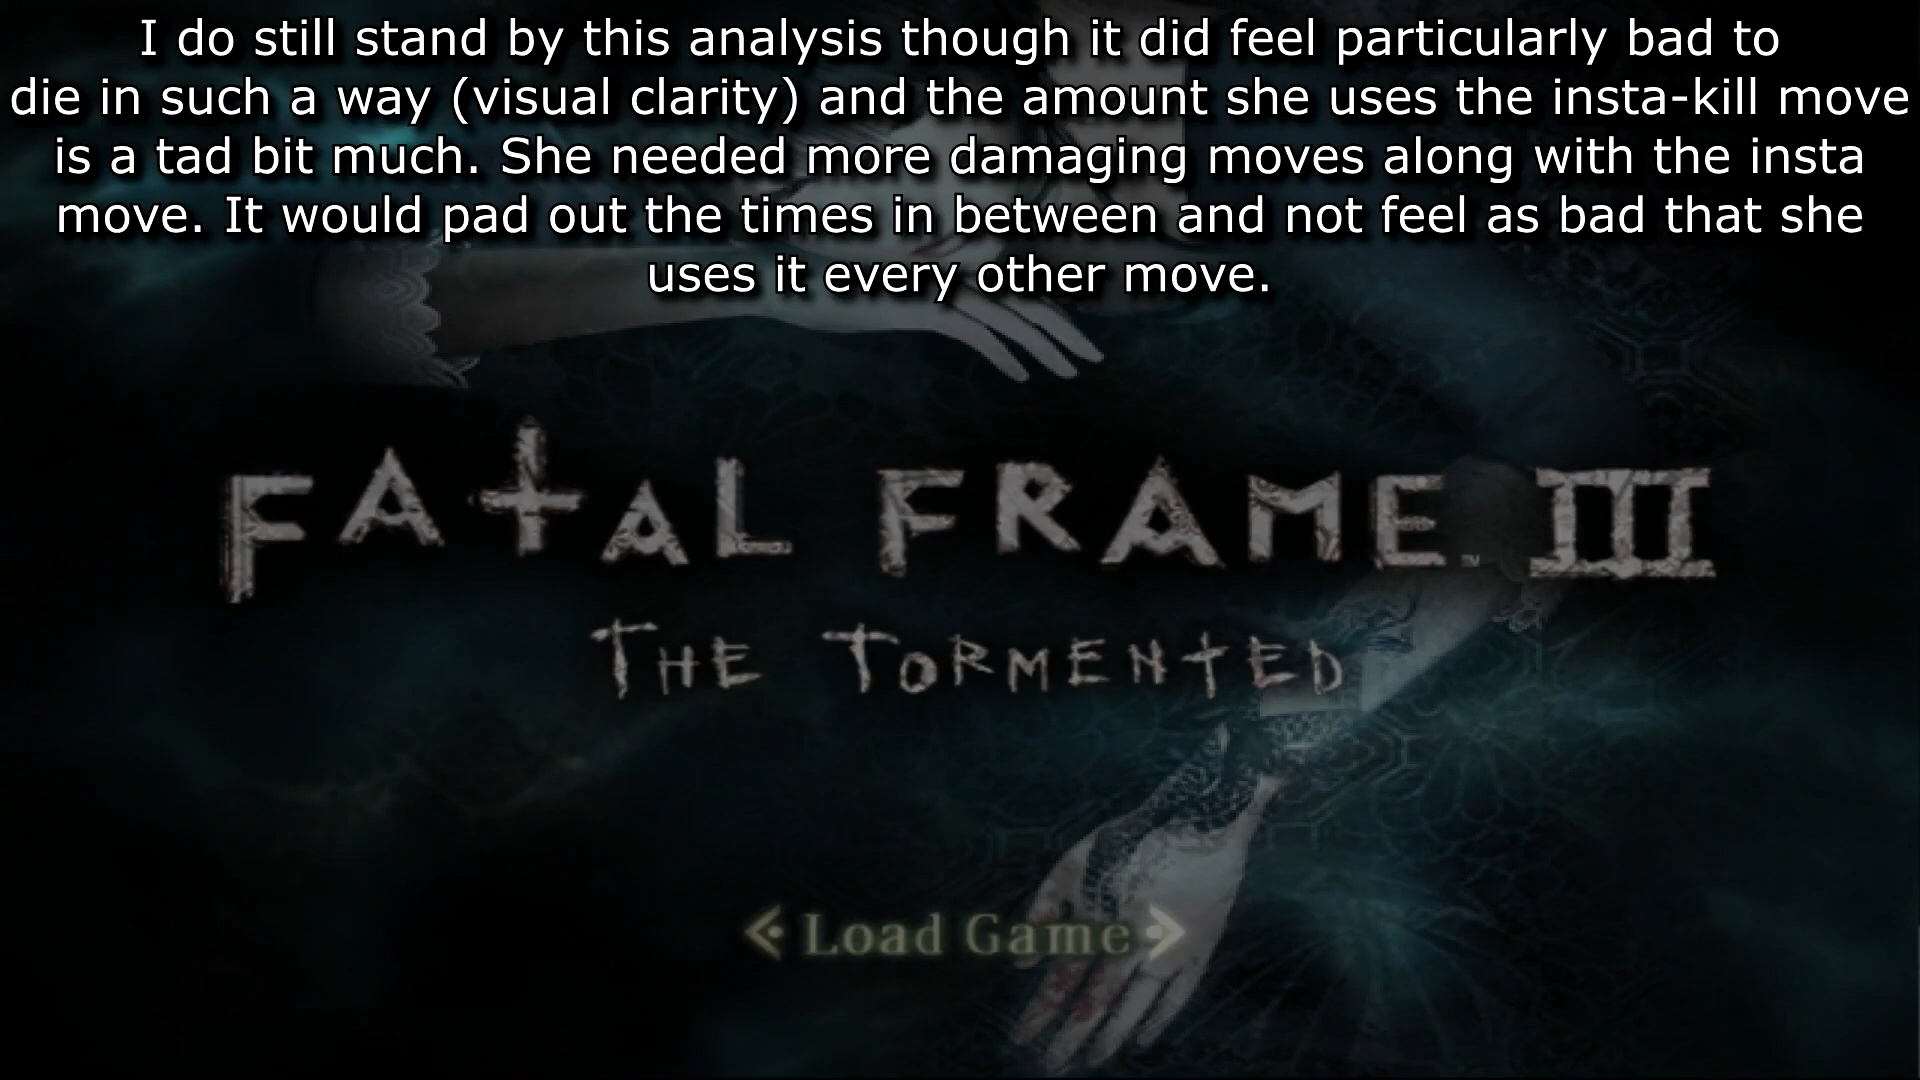 I do still stand by this analysis though it did feel particularly bad to
die in such a way (visual clarity) and the amount she uses the insta-kill move
is a tad bit much. She needed more damaging moves along with the insta
move. It would pad out the times in between and not feel as bad that she
uses it every other move.
FATAL FRAME™ III
THE TORMENTED
Load Game